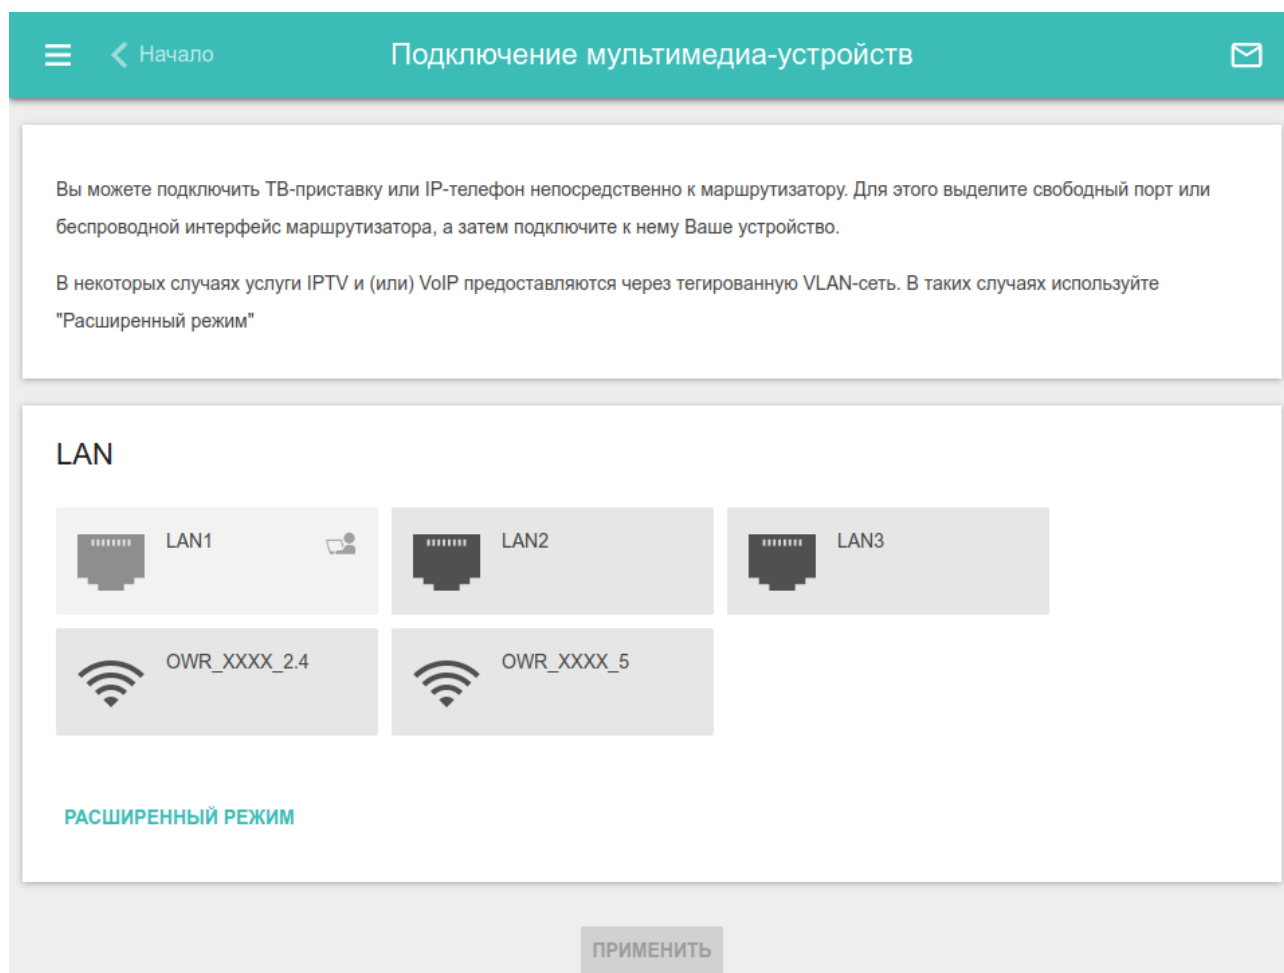 Начало
Подключение мультимедиа-устройств
Вы можете подключить ТВ-приставку или IP-телефон непосредственно к маршрутизатору. Для этого выделите свободный порт или
беспроводной интерфейс маршрутизатора, а затем подключите к нему Ваше устройство.
В некоторых случаях услуги IPTV и (или) VoIP предоставляются через тегированную VLAN-сеть. В таких случаях используйте
"Расширенный режим"
LAN
LAN1
LAN2
LAN3
OWR_XXXX_2.4
OWR_XXXX_5
РАСШИРЕННЫЙ РЕЖИМ
ПРИМЕНИТЬ